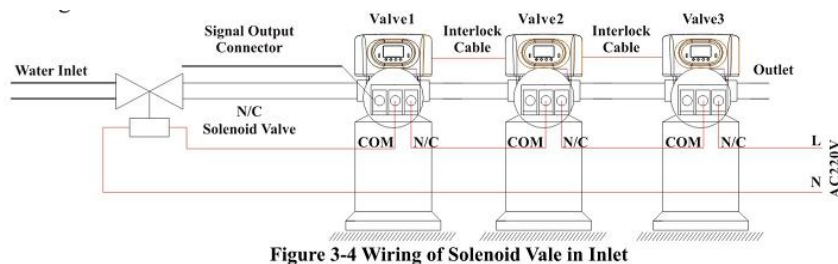 Valve1
Interlock
Cable
Valve2
Interlock
Cable
Valve3
Signal Output
Connector
Water Inlet
Outlet
N/C
Solenoid Valve
COM
N/C
COM
N/C
COM
N/C
L
N
AC220V
Figure 3-4 Wiring of Solenoid Vale in Inlet